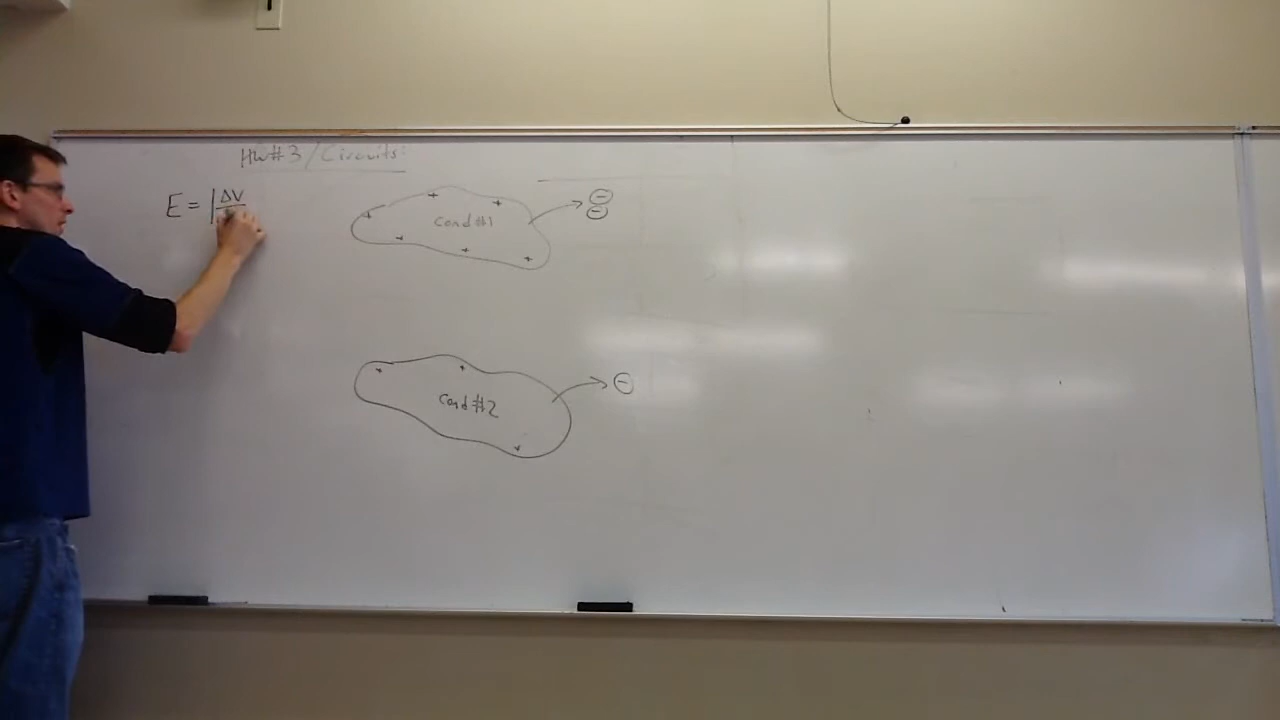 HW#3/Circuits:
E = |ΔV
+ + +
Cond#1
+ + +
⊖
⊖
+ +
Cond#2
+
⊖